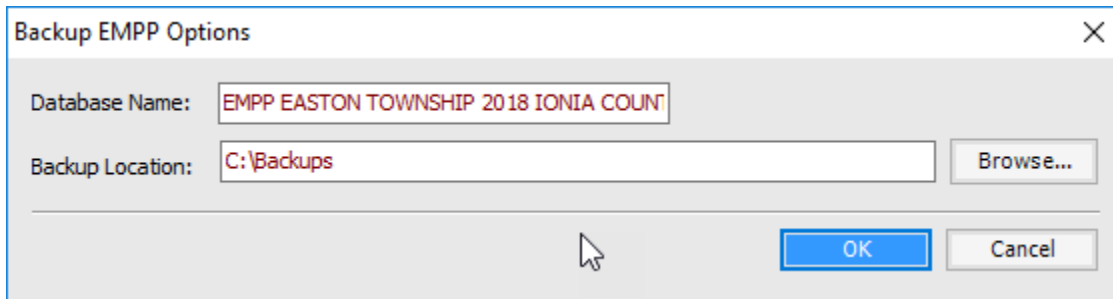 Backup EMPP Options
Database Name: EMPP EASTON TOWNSHIP 2018 IONIA COUNT
Backup Location: C:\Backups Browse...
OK Cancel